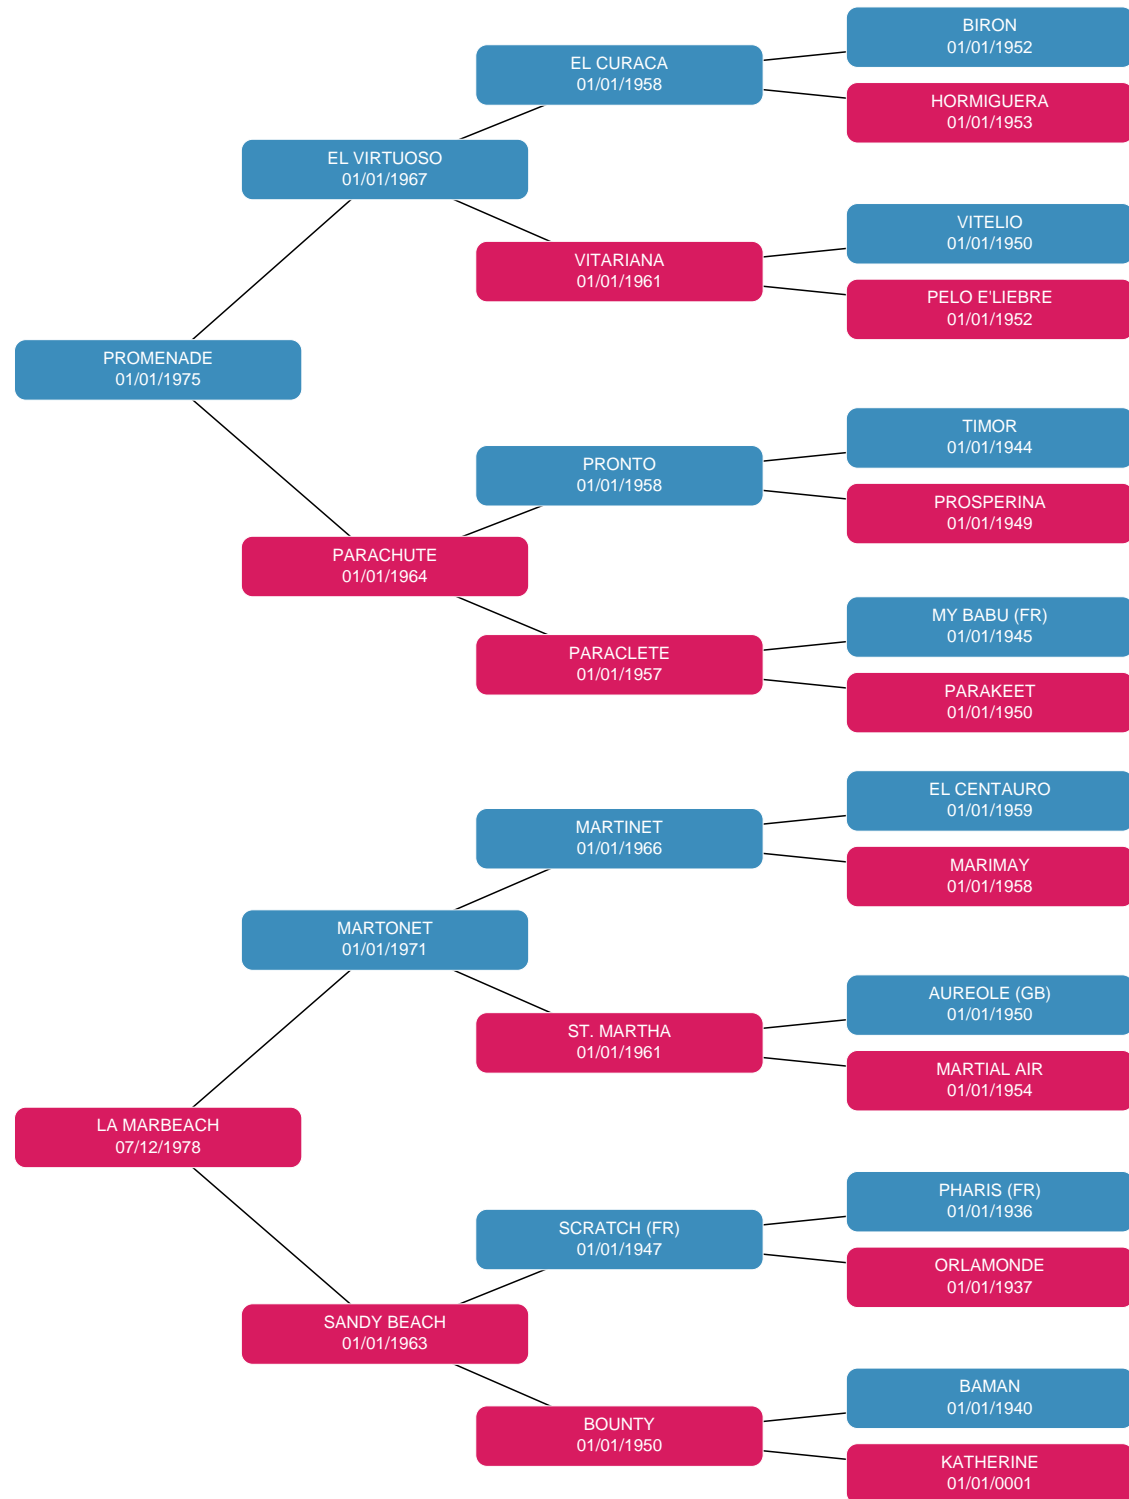 BIRON
01/01/1952
EL CURACA
01/01/1958
HORMIGUERA
01/01/1953
EL VIRTUOSO
01/01/1967
VITELIO
01/01/1950
VITARIANA
01/01/1961
PELO E'LIEBRE
01/01/1952
PROMENADE
01/01/1975
TIMOR
01/01/1944
PRONTO
01/01/1958
PROSPERINA
01/01/1949
PARACHUTE
01/01/1964
MY BABU (FR)
01/01/1945
PARACLETE
01/01/1957
PARAKEET
01/01/1950
EL CENTAURO
01/01/1959
MARTINET
01/01/1966
MARIMAY
01/01/1958
MARTONET
01/01/1971
AUREOLE (GB)
01/01/1950
ST. MARTHA
01/01/1961
MARTIAL AIR
01/01/1954
LA MARBEACH
07/12/1978
PHARIS (FR)
01/01/1936
SCRATCH (FR)
01/01/1947
ORLAMONDE
01/01/1937
SANDY BEACH
01/01/1963
BAMAN
01/01/1940
BOUNTY
01/01/1950
KATHERINE
01/01/0001